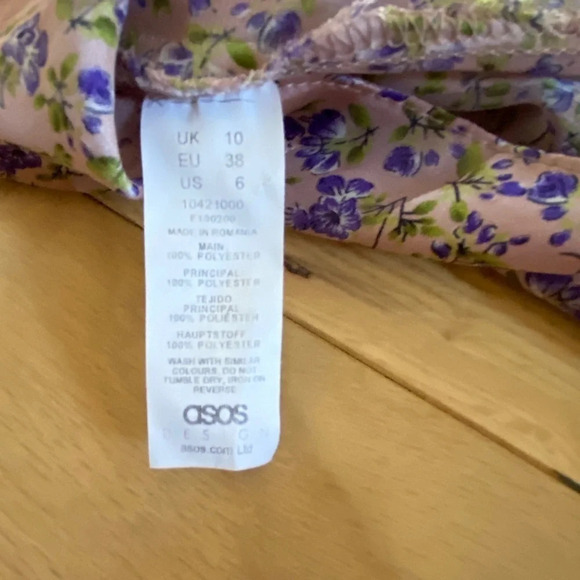 UK 10
EU 38
US 6
10421000
F190200
MADE IN ROMANIA
MAIN
100% POLYESTER
PRINCIPAL
100% POLYESTER
TEJIDO
PRINCIPAL
100% POLIÉSTER
HAUPTSTOFF
100% POLYESTER
WASH WITH SIMILAR
COLOURS, DO NOT
TUMBLE DRY, IRON ON
REVERSE
asos
DESIGN
asos.com Ltd